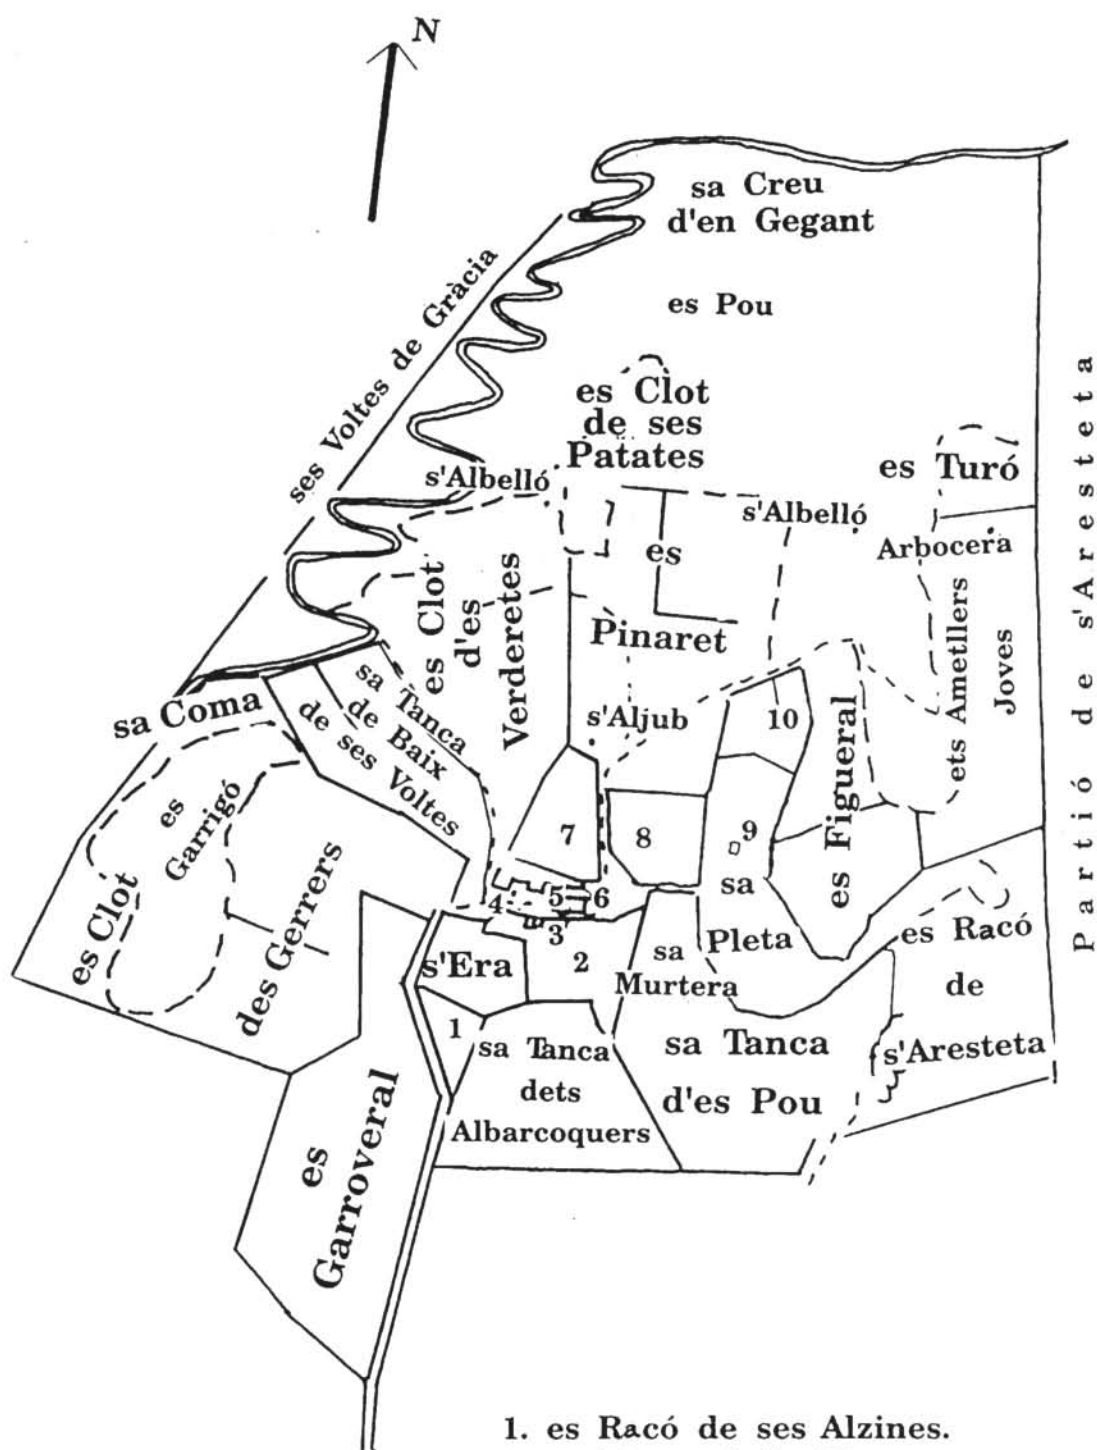 N
sa Creu
d'en Gegant
ses Voltes de Gràcia
es Pou
es Clot
de ses
Patates
s'Albelló
es Turó
s'Albelló
es
Pinaret
Arbocera
es Clot
d'es
Verderetes
ets Ametllers
Joves
Partió de s'Aresteta
sa Coma
sa Tanca
de Baix
de ses Voltes
s'Aljub
10
es Figueral
es
Garrigó
7
8
9
es Clot
des Gerrers
4
5
6
3
sa
Pleta
s'Era
2
sa
Murtera
es Racó
de
s'Aresteta
1
sa Tanca
dets
Albarcoquers
sa Tanca
d'es Pou
es
Garroveral
1. es Racó de ses Alzines.